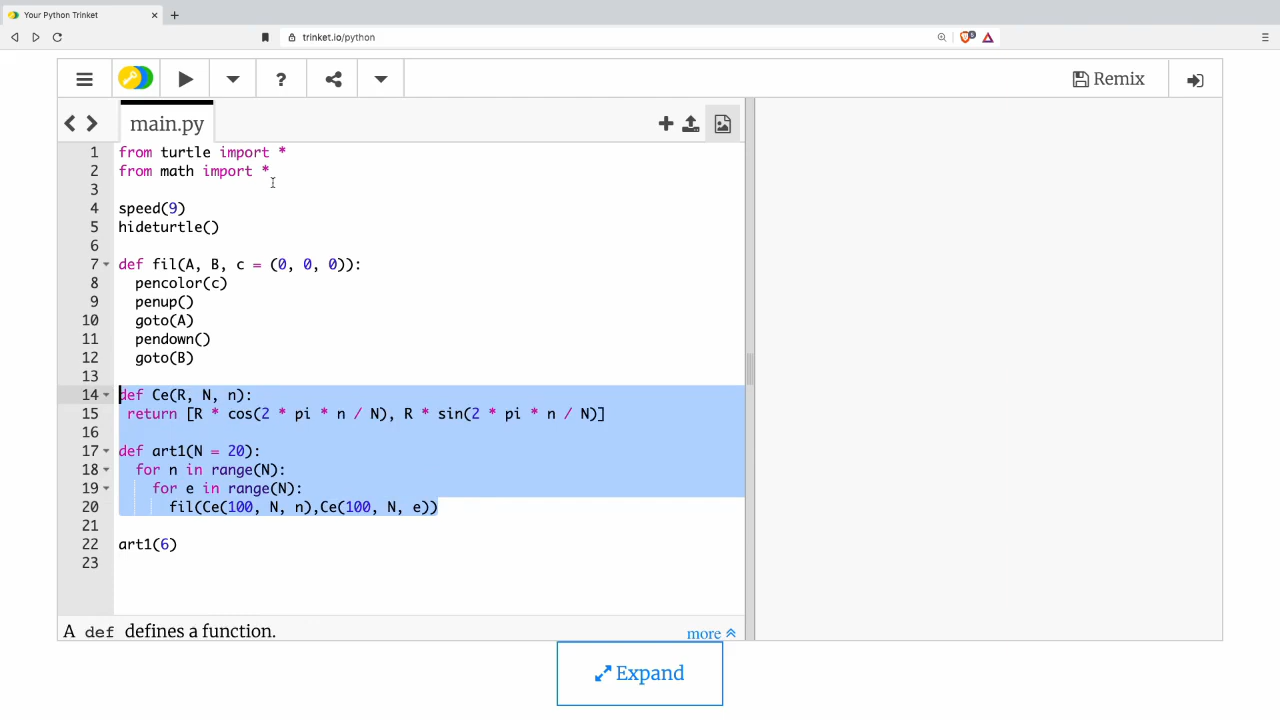 Your Python Trinket
trinket.io/python
8
?
Remix
main.py
1 from turtle import *
2 from math import *
3
4 speed(9)
5 hideturtle()
6
7 def fil(A, B, c = (0, 0, 0)):
8 pencolor(c)
9 penup()
10 goto(A)
11 pendown()
12 goto(B)
13
14 def Ce(R, N, n):
15 return [R * cos(2 * pi * n / N), R * sin(2 * pi * n / N)]
16
17 def art1(N = 20):
18 for n in range(N):
19 for e in range(N):
20 fil(Ce(100, N, n),Ce(100, N, e))
21
22 art1(6)
23
A def defines a function.
more
Expand